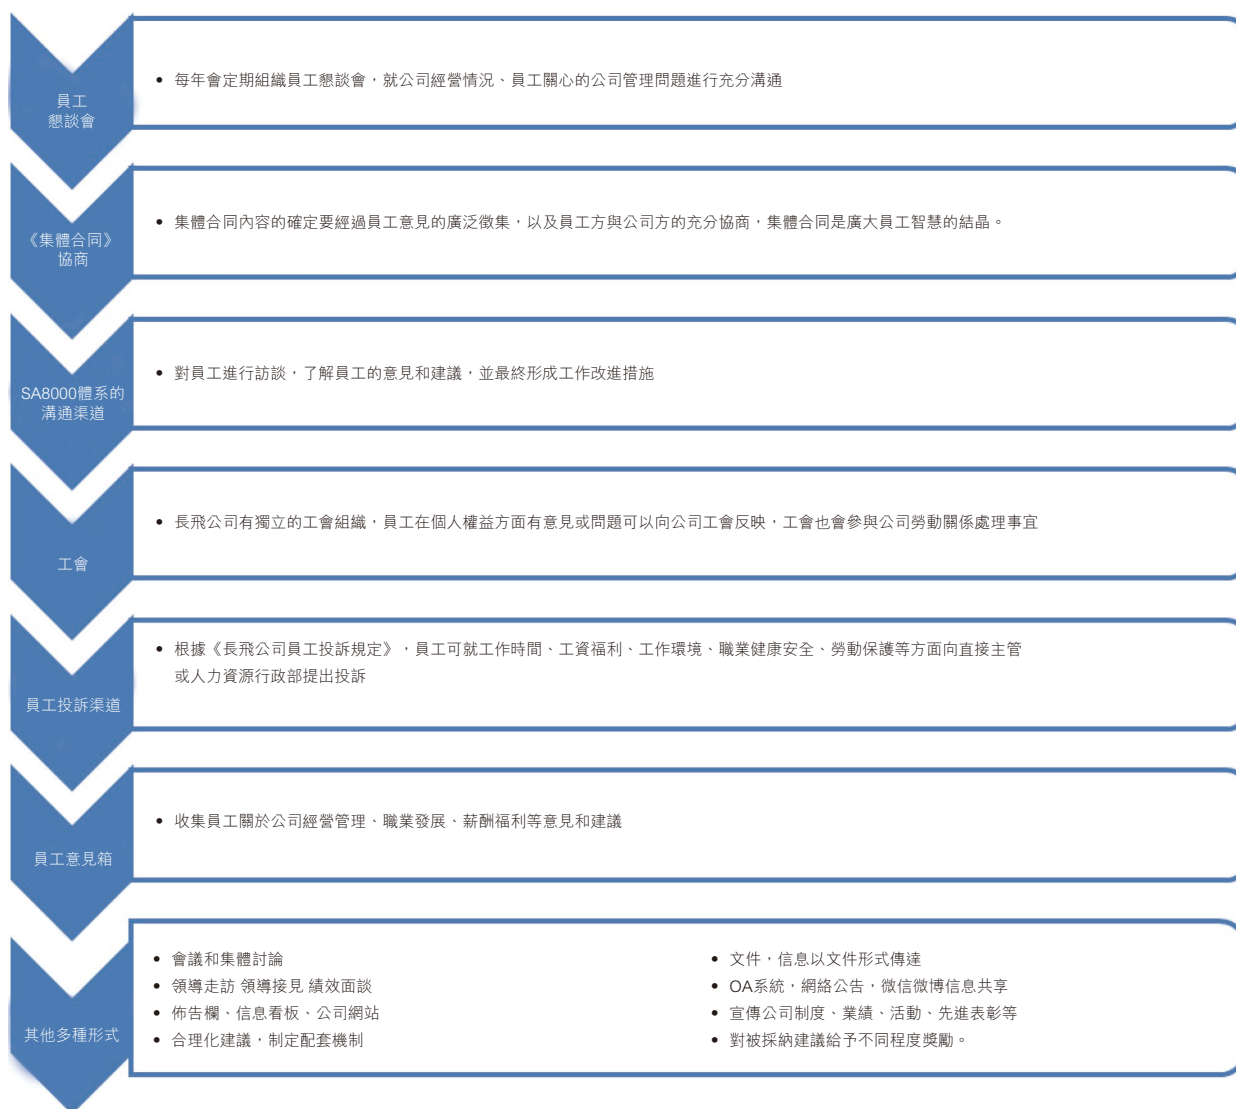 員工
懇談會
• 每年會定期組織員工懇談會，就公司經營情況、員工關心的公司管理問題進行充分溝通
《集體合同》
協商
• 集體合同內容的確定要經過員工意見的廣泛徵集，以及員工方與公司方的充分協商，集體合同是廣大員工智慧的結晶。
SA8000體系的
溝通渠道
• 對員工進行訪談，了解員工的意見和建議，並最終形成工作改進措施
工會
• 長飛公司有獨立的工會組織，員工在個人權益方面有意見或問題可以向公司工會反映，工會也會參與公司勞動關係處理事宜
員工投訴渠道
• 根據《長飛公司員工投訴規定》，員工可就工作時間、工資福利、工作環境、職業健康安全、勞動保護等方面向直接主管
或人力資源行政部提出投訴
員工意見箱
• 收集員工關於公司經營管理、職業發展、薪酬福利等意見和建議
其他多種形式
• 會議和集體討論
• 領導走訪 領導接見 績效面談
• 佈告欄、信息看板、公司網站
• 合理化建議，制定配套機制
• 文件，信息以文件形式傳達
• OA系統，網絡公告，微信微博信息共享
• 宣傳公司制度、業績、活動、先進表彰等
• 對被採納建議給予不同程度獎勵。